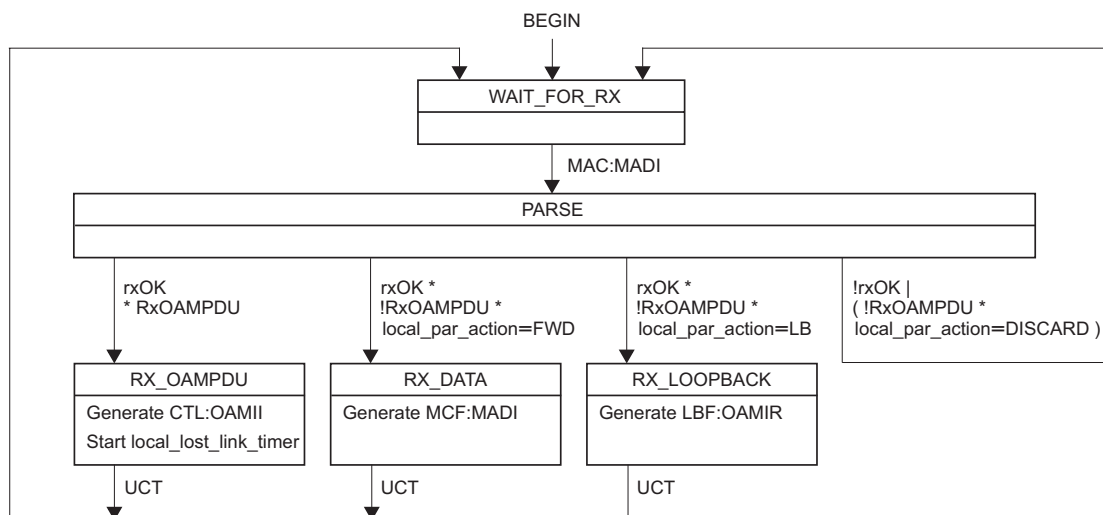 BEGIN
WAIT_FOR_RX
MAC:MADI
PARSE
rxOK
* RxOAMPDU
rxOK *
!RxOAMPDU *
local_par_action=FWD
rxOK *
!RxOAMPDU *
local_par_action=LB
!rxOK |
( !RxOAMPDU *
local_par_action=DISCARD )
RX_OAMPDU
Generate CTL:OAMII
Start local_lost_link_timer
RX_DATA
Generate MCF:MADI
RX_LOOPBACK
Generate LBF:OAMIR
UCT
UCT
UCT